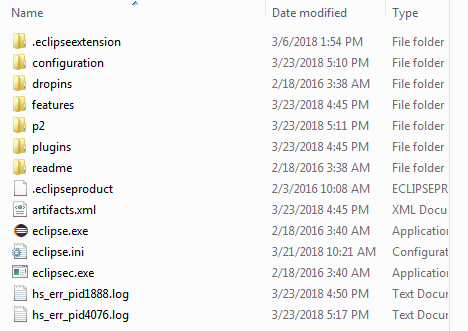 Name Date modified Type
.eclipseextension 3/6/2018 1:54 PM File folder
configuration 3/23/2018 5:10 PM File folder
dropins 2/18/2016 3:38 AM File folder
features 3/23/2018 4:45 PM File folder
p2 3/23/2018 5:11 PM File folder
plugins 3/23/2018 4:45 PM File folder
readme 2/18/2016 3:38 AM File folder
.eclipseproduct 2/3/2016 10:08 AM ECLIPSEPR
artifacts.xml 3/23/2018 4:45 PM XML Docu
eclipse.exe 2/18/2016 3:40 AM Application
eclipse.ini 3/21/2018 10:21 AM Configurat
eclipsec.exe 2/18/2016 3:40 AM Application
hs_err_pid1888.log 3/23/2018 4:50 PM Text Docum
hs_err_pid4076.log 3/23/2018 5:17 PM Text Docum